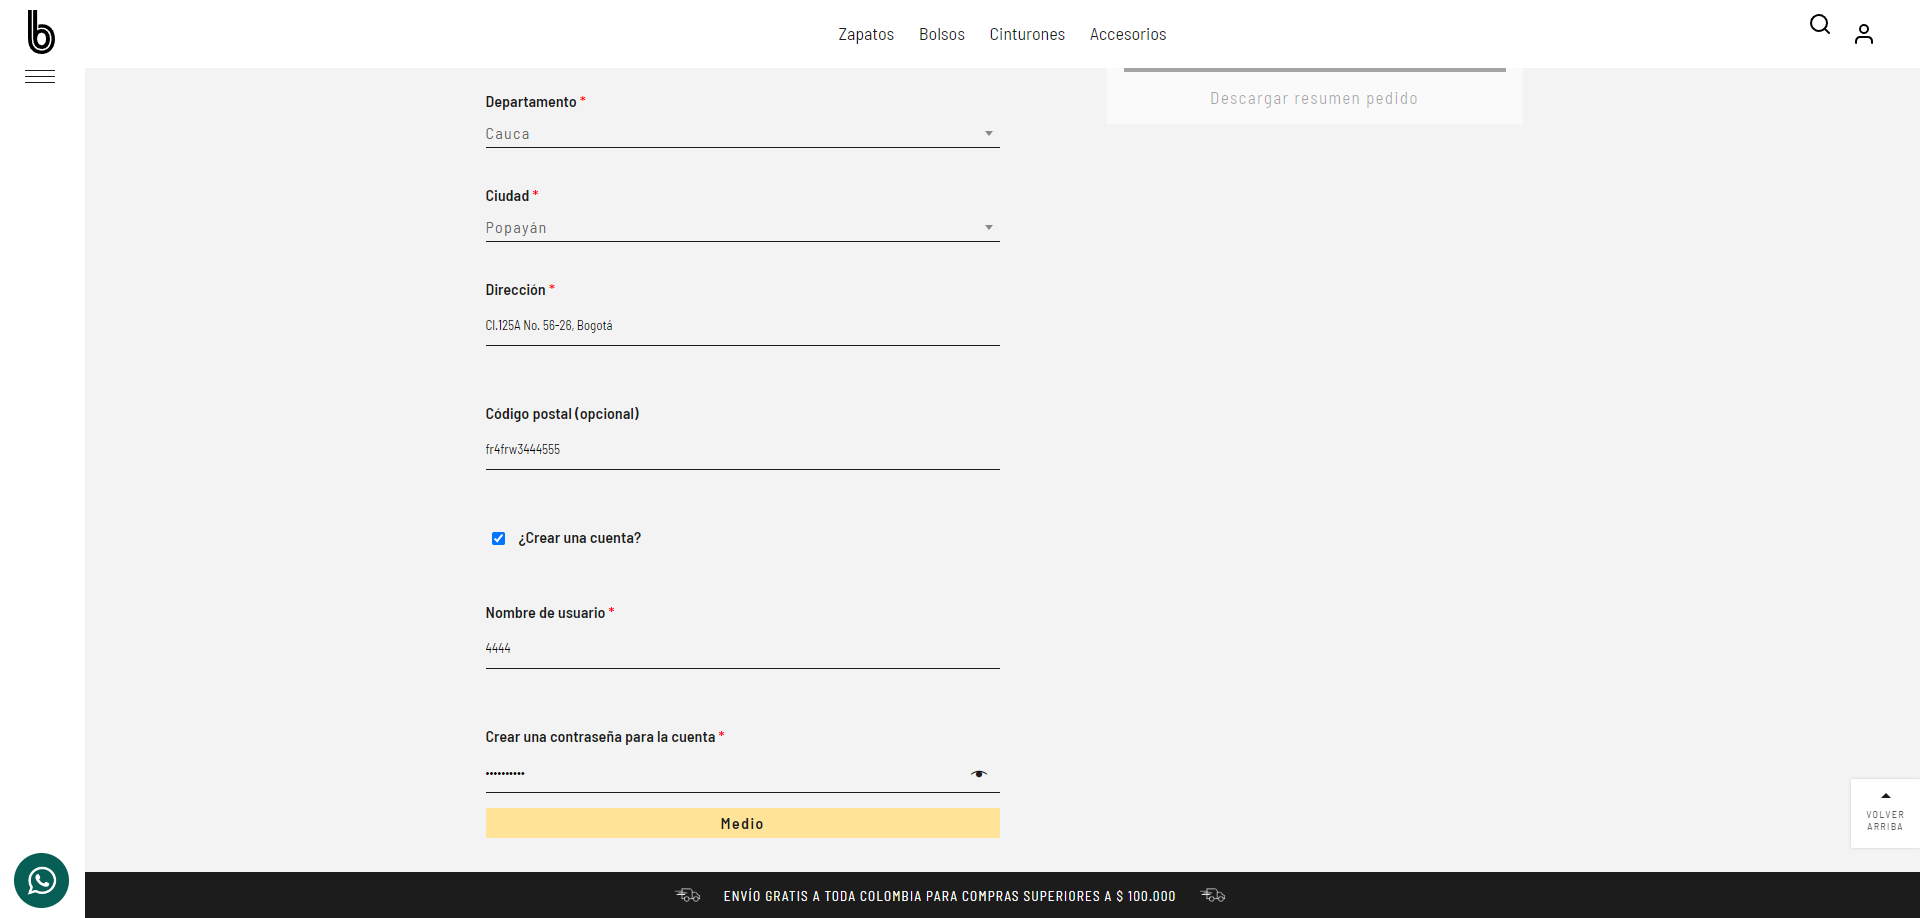 b
Zapatos Bolsos Cinturones Accesorios
Descargar resumen pedido
Departamento *
Cauca
Ciudad *
Popayán
Dirección *
Cl.125A No. 56-26, Bogotá
Código postal (opcional)
fr4frw3444555
¿Crear una cuenta?
Nombre de usuario *
4444
Crear una contraseña para la cuenta *
••••••••••
Medio
VOLVER
ARRIBA
ENVÍO GRATIS A TODA COLOMBIA PARA COMPRAS SUPERIORES A $ 100.000